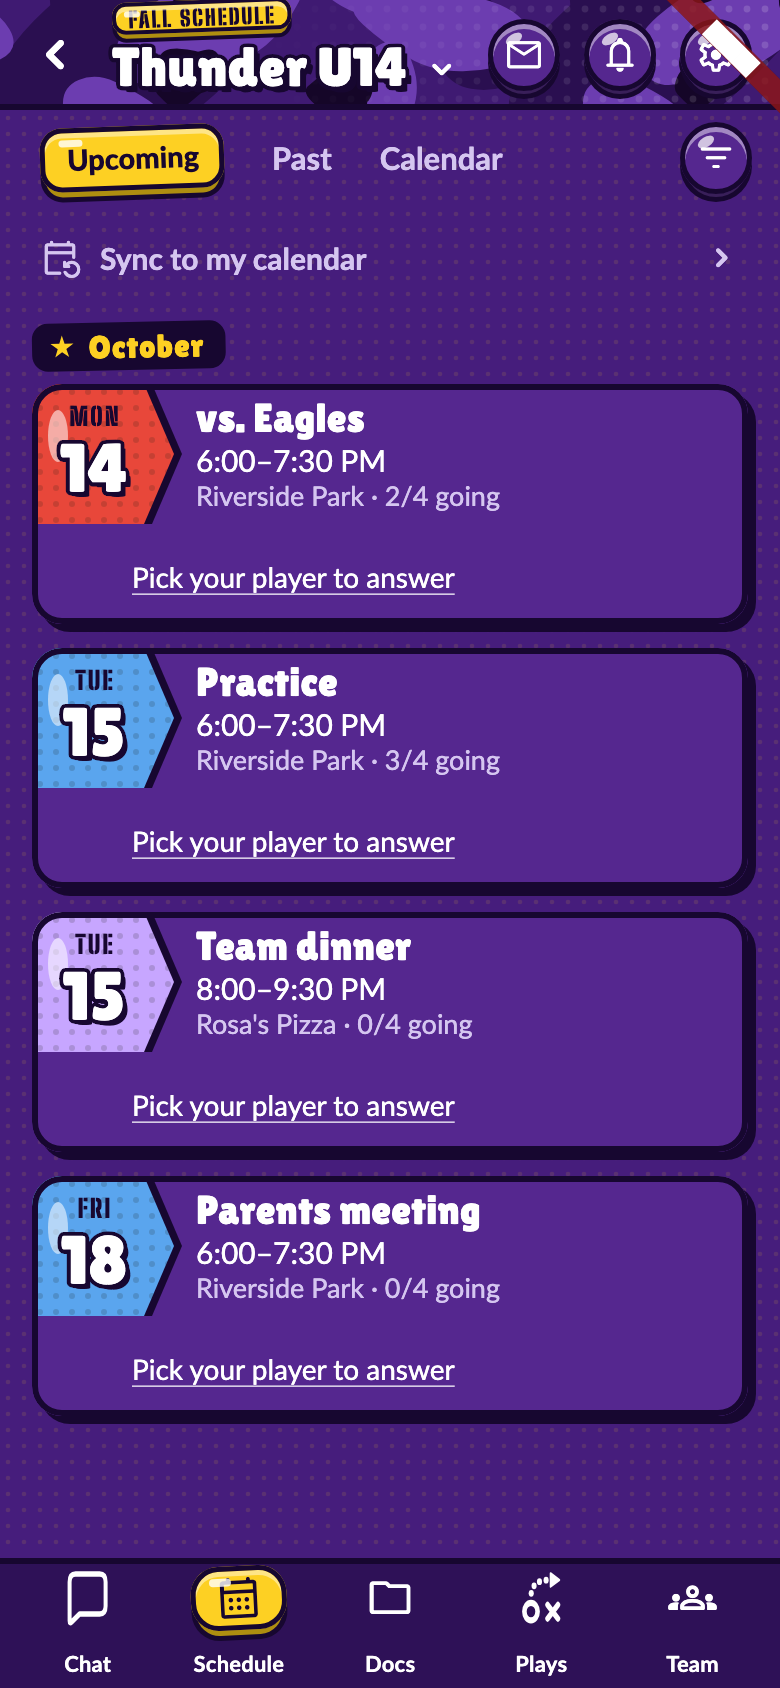 FALL SCHEDULE
Thunder U14
Upcoming
Past
Calendar
Sync to my calendar
★ October
MON
14
vs. Eagles
6:00–7:30 PM
Riverside Park · 2/4 going
Pick your player to answer
TUE
15
Practice
6:00–7:30 PM
Riverside Park · 3/4 going
Pick your player to answer
TUE
15
Team dinner
8:00–9:30 PM
Rosa's Pizza · 0/4 going
Pick your player to answer
FRI
18
Parents meeting
6:00–7:30 PM
Riverside Park · 0/4 going
Pick your player to answer
Chat
Schedule
Docs
Plays
Team